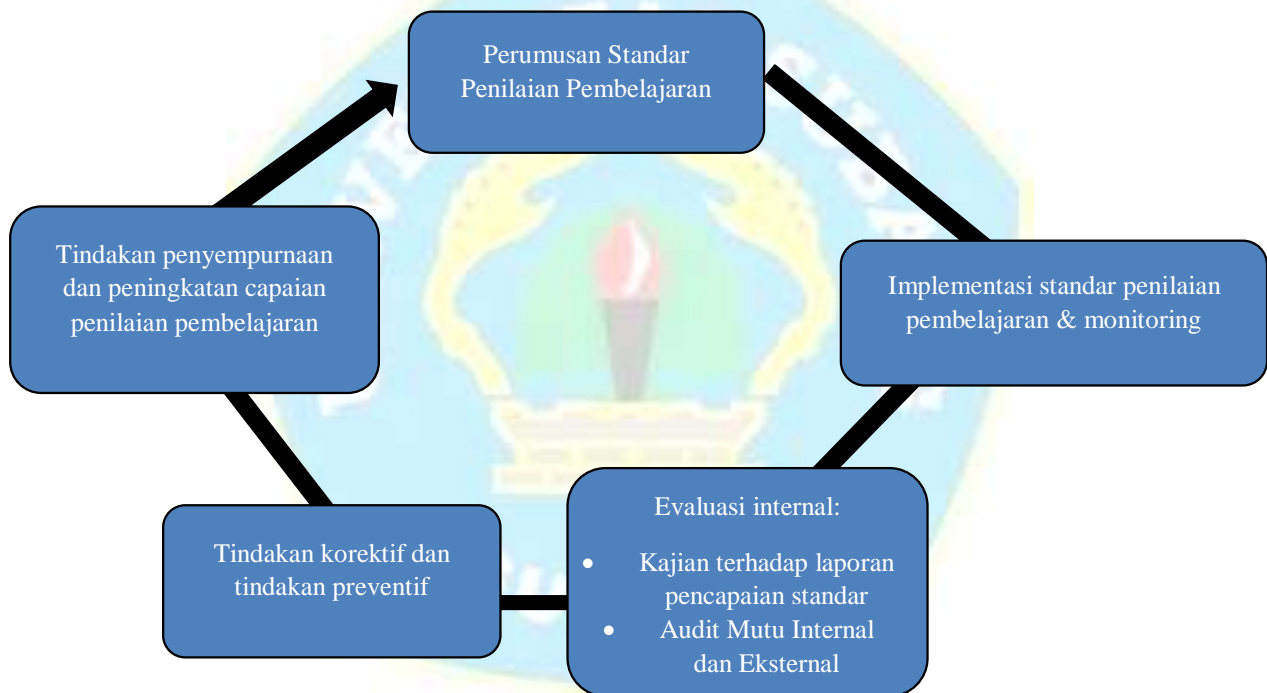 Perumusan Standar
Penilaian Pembelajaran
Implementasi standar penilaian
pembelajaran & monitoring
Evaluasi internal:
• Kajian terhadap laporan
pencapaian standar
• Audit Mutu Internal
dan Eksternal
Tindakan korektif dan
tindakan preventif
Tindakan penyempurnaan
dan peningkatan capaian
penilaian pembelajaran